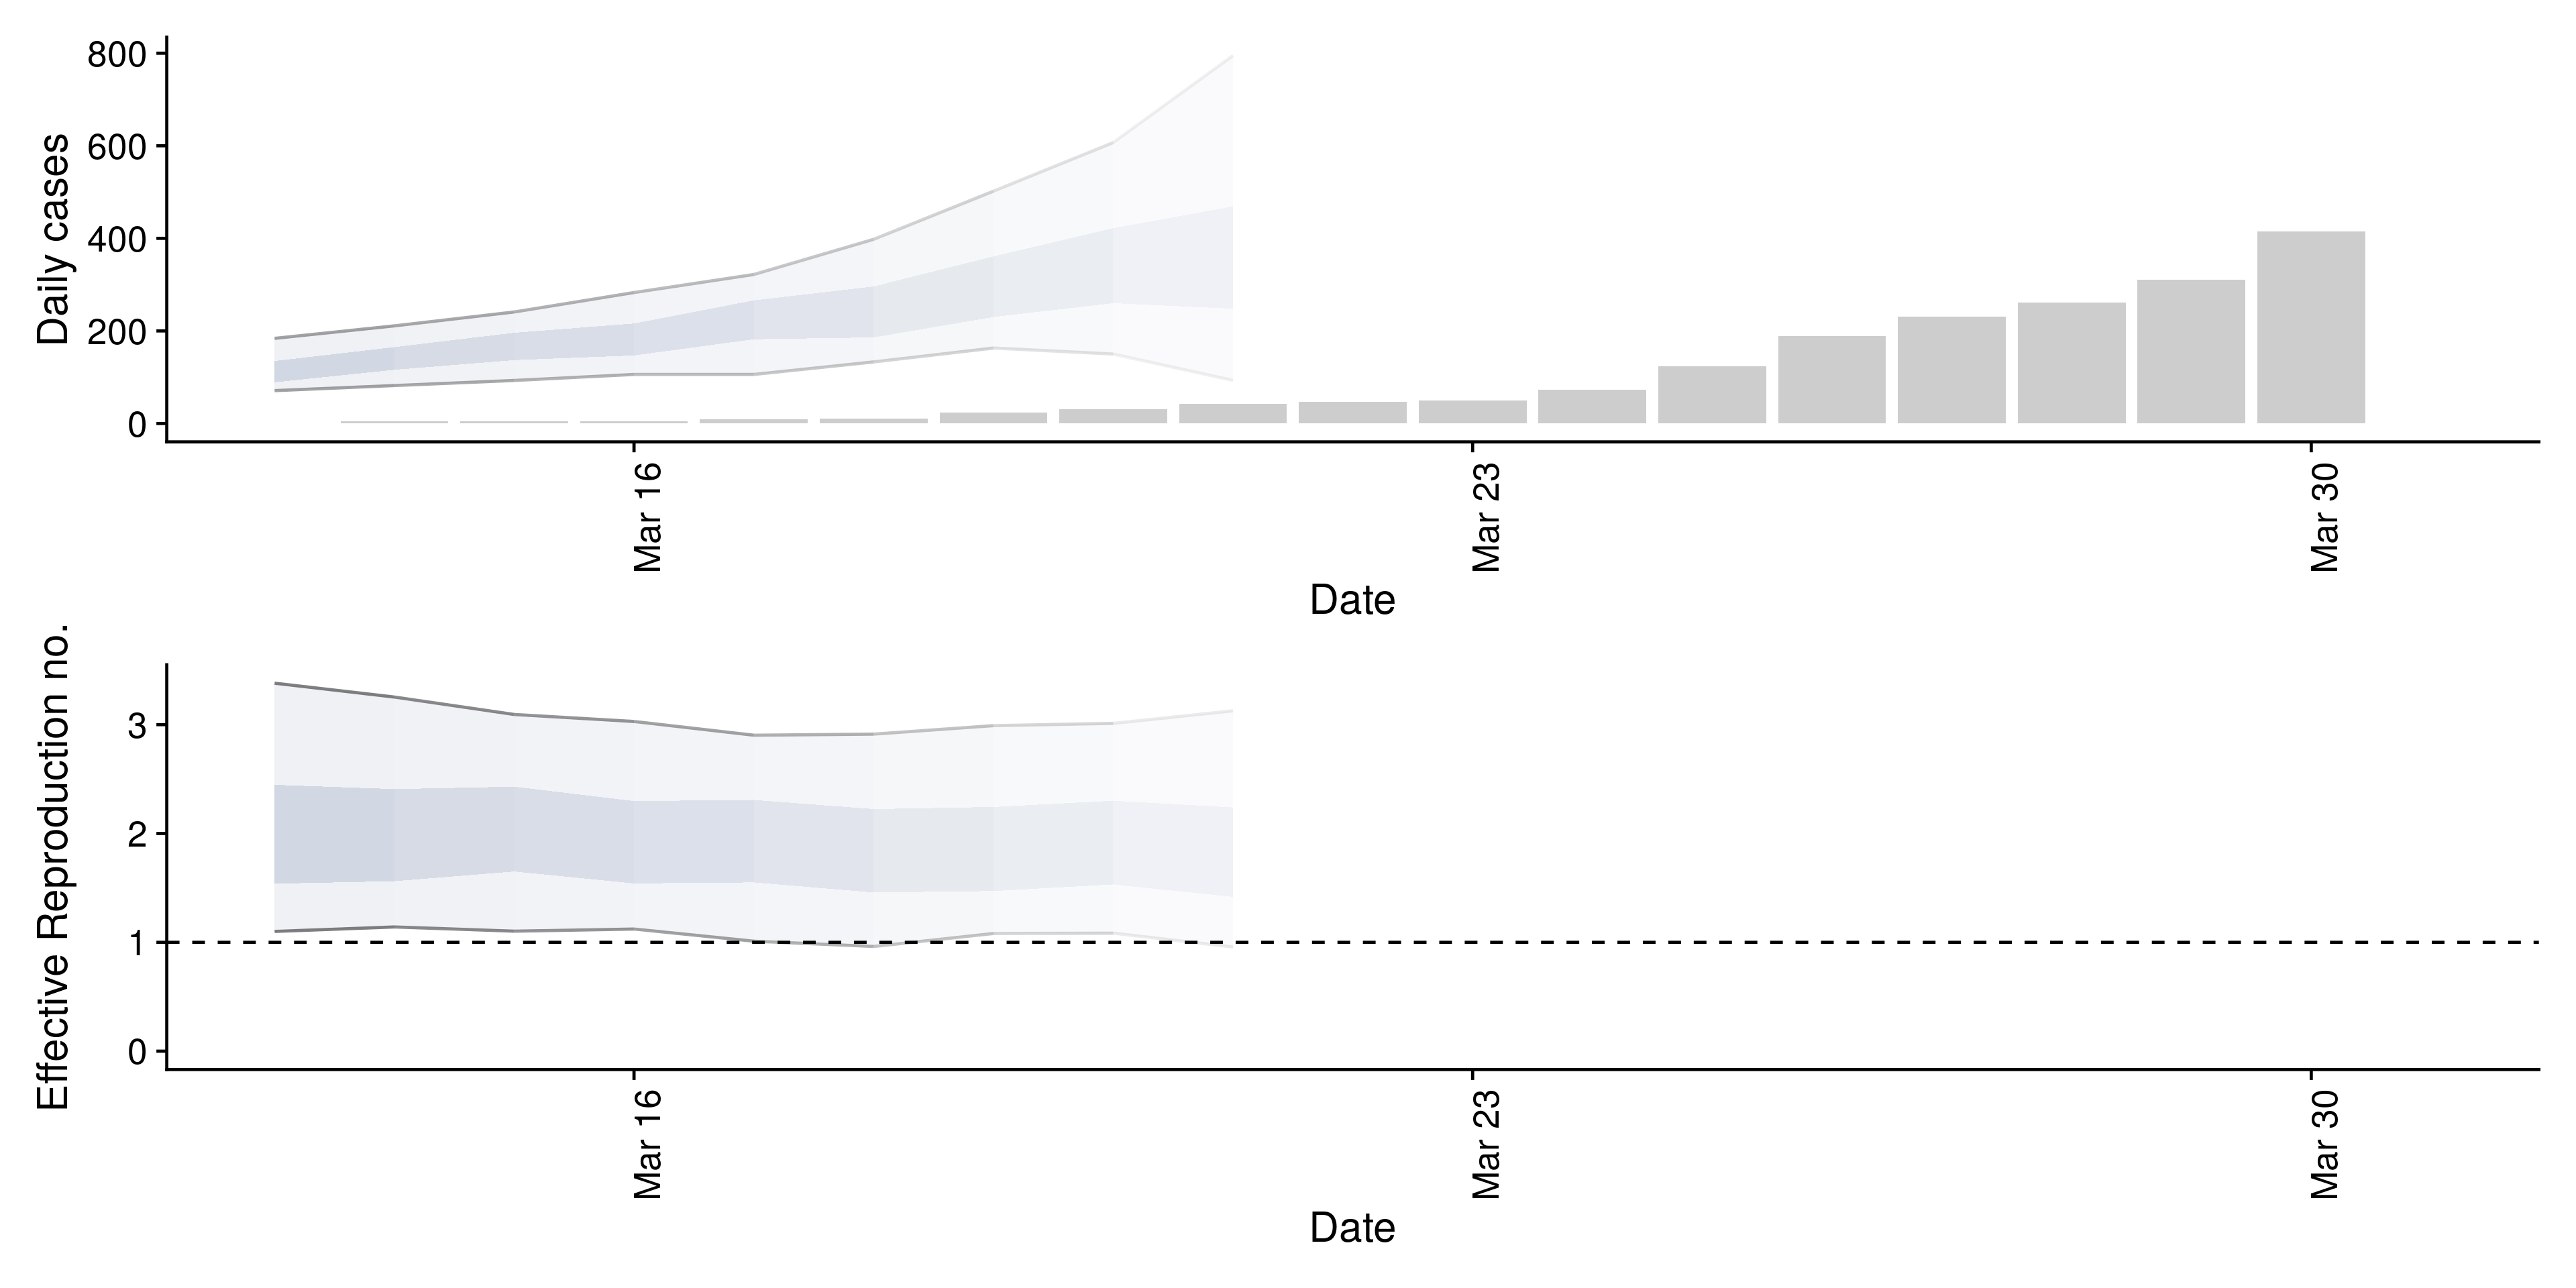 Daily cases
800
600
400
200
0
Mar 16
Mar 23
Mar 30
Date
Effective Reproduction no.
3
2
1
0
Mar 16
Mar 23
Mar 30
Date